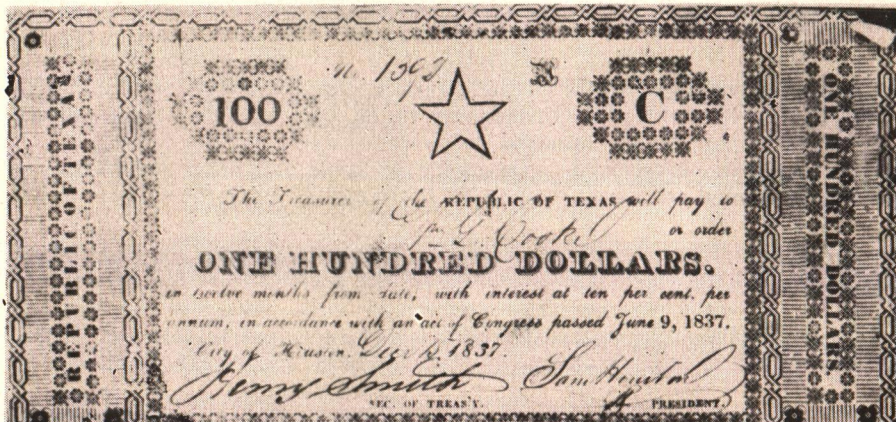 REPUBLIC OF TEXAS
No. 1392
100
C
The Treasurer of the REPUBLIC OF TEXAS will pay to
Wm G. Cooke or order
ONE HUNDRED DOLLARS.
in twelve months from date, with interest at ten per cent. per
annum, in accordance with an act of Congress passed June 9, 1837.
City of Houston, Dec 1837.
Henry Smith Sam Houston
SEC. OF TREAS'Y. PRESIDENT.
ONE HUNDRED DOLLARS.